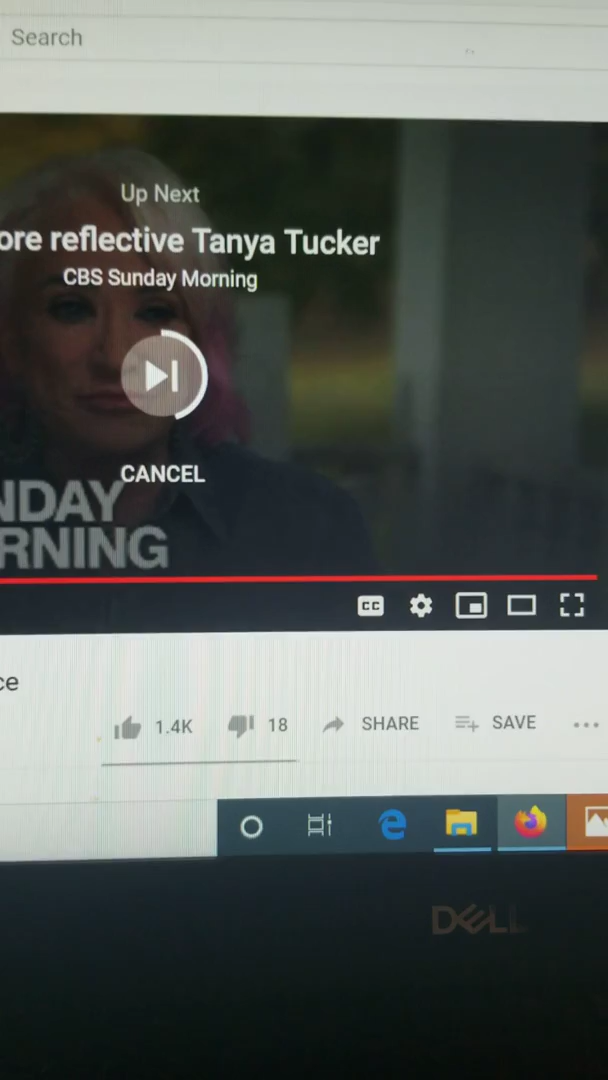 Search
Up Next
ore reflective Tanya Tucker
CBS Sunday Morning
CANCEL
NDAY
RNING
CC
ce
1.4K
18
SHARE
SAVE
DELL